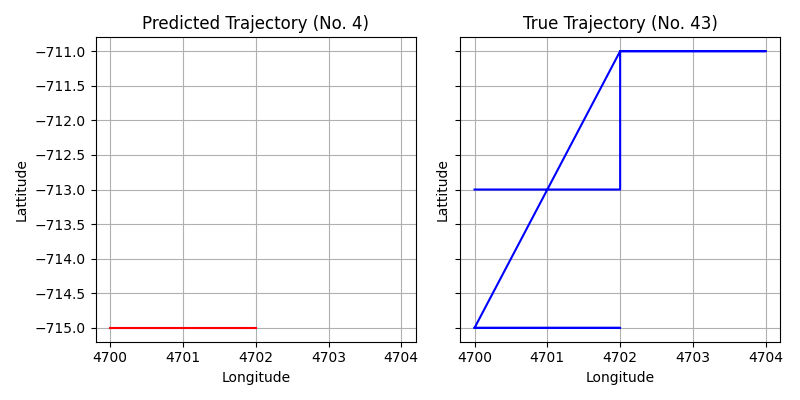 Predicted Trajectory (No. 4)
True Trajectory (No. 43)
−711.0
−711.5
−712.0
−712.5
−713.0
−713.5
−714.0
−714.5
−715.0
Lattitude
Lattitude
4700 4701 4702 4703 4704
4700 4701 4702 4703 4704
Longitude
Longitude